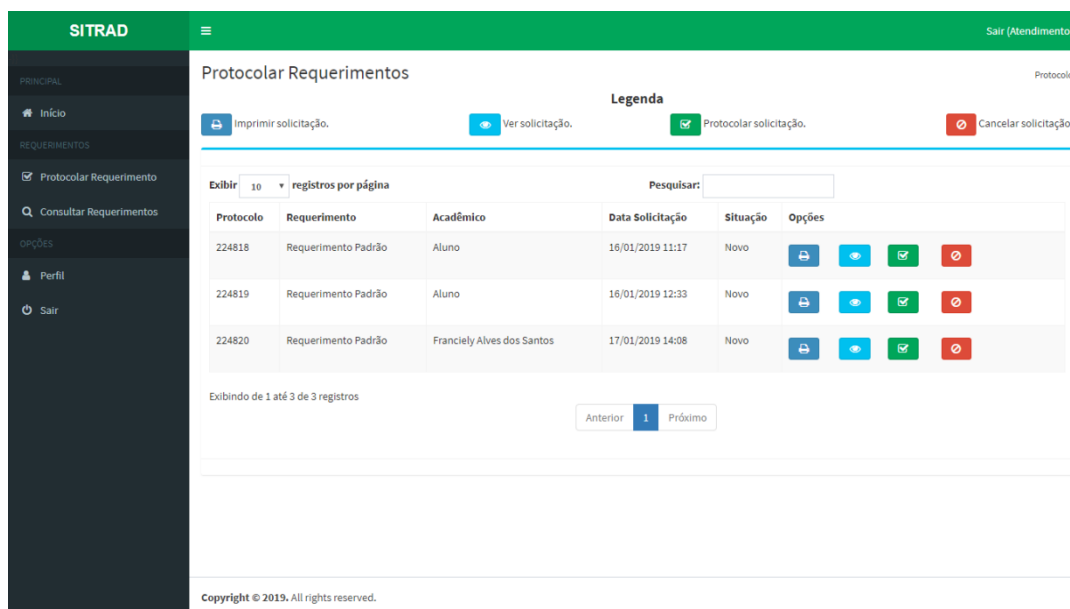 SITRAD
Sair (Atendimento
PRINCIPAL
Início
REQUERIMENTOS
Protocolar Requerimento
Consultar Requerimentos
OPÇÕES
Perfil
Sair
Protocolar Requerimentos
Protocolo
Legenda
Imprimir solicitação. Ver solicitação. Protocolar solicitação. Cancelar solicitação
Exibir 10 registros por página Pesquisar:
Protocolo Requerimento Acadêmico Data Solicitação Situação Opções
224818 Requerimento Padrão Aluno 16/01/2019 11:17 Novo
224819 Requerimento Padrão Aluno 16/01/2019 12:33 Novo
224820 Requerimento Padrão Franciely Alves dos Santos 17/01/2019 14:08 Novo
Exibindo de 1 até 3 de 3 registros
Anterior 1 Próximo
Copyright © 2019. All rights reserved.